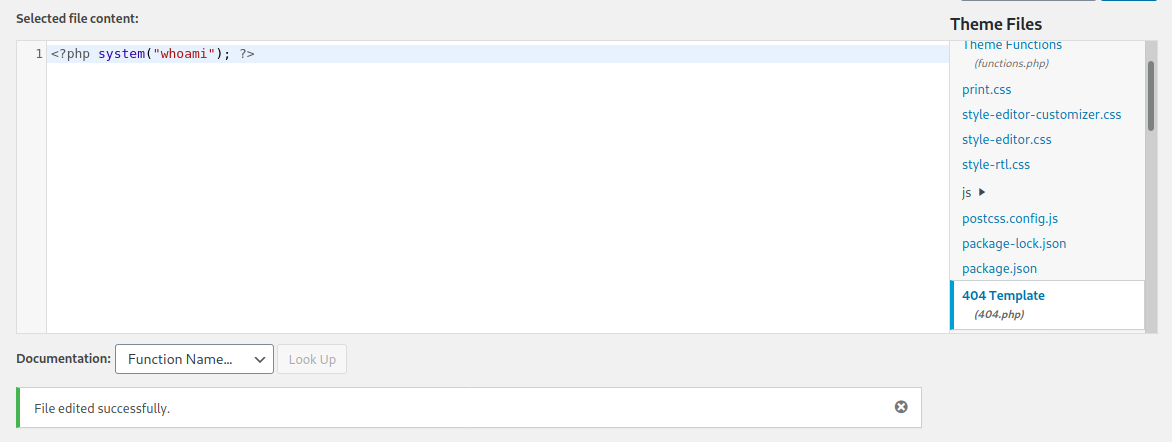 Selected file content:
1 <?php system("whoami"); ?>
Theme Files
Theme Functions
(functions.php)
print.css
style-editor-customizer.css
style-editor.css
style-rtl.css
js
postcss.config.js
package-lock.json
package.json
404 Template
(404.php)
Documentation: Function Name... Look Up
File edited successfully.